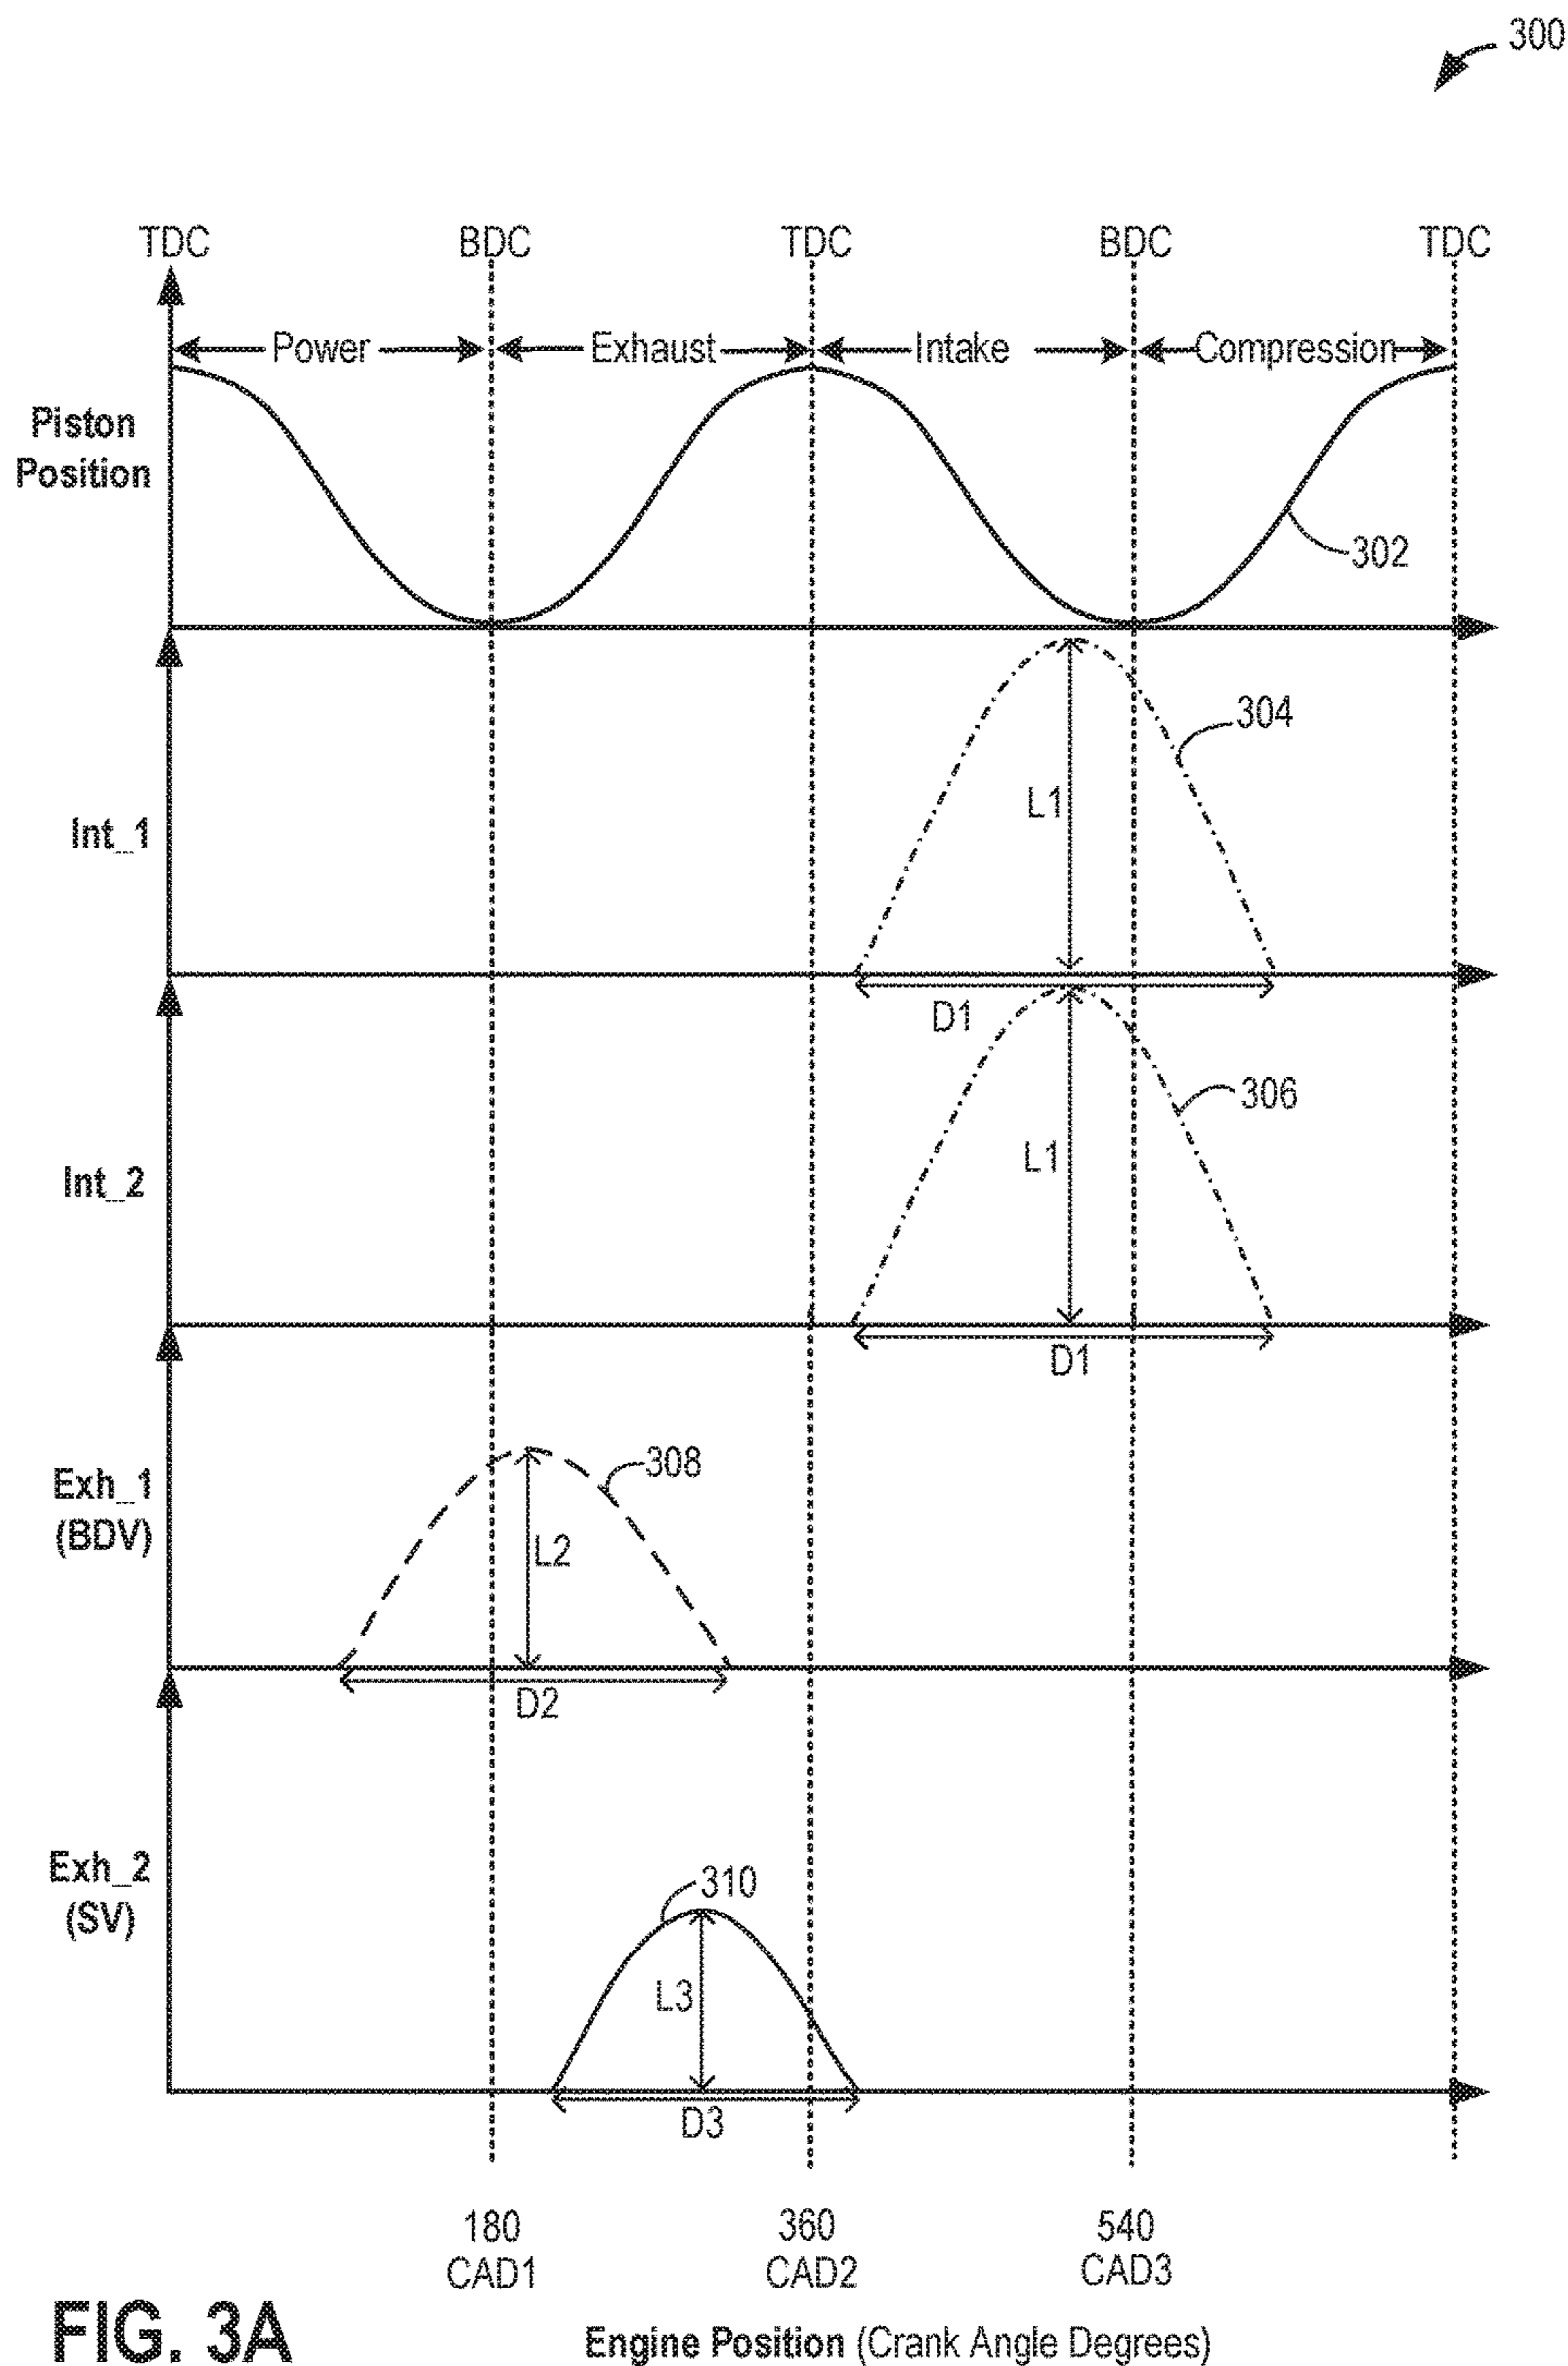 300
TDC BDC TDC BDC TDC
Power Exhaust Intake Compression
Piston
Position
302
304
L1
Int_1
D1
306
L1
Int_2
D1
308
Exh_1
(BDV)
L2
D2
310
Exh_2
(SV)
L3
D3
180 360 540
CAD1 CAD2 CAD3
FIG. 3A
Engine Position (Crank Angle Degrees)